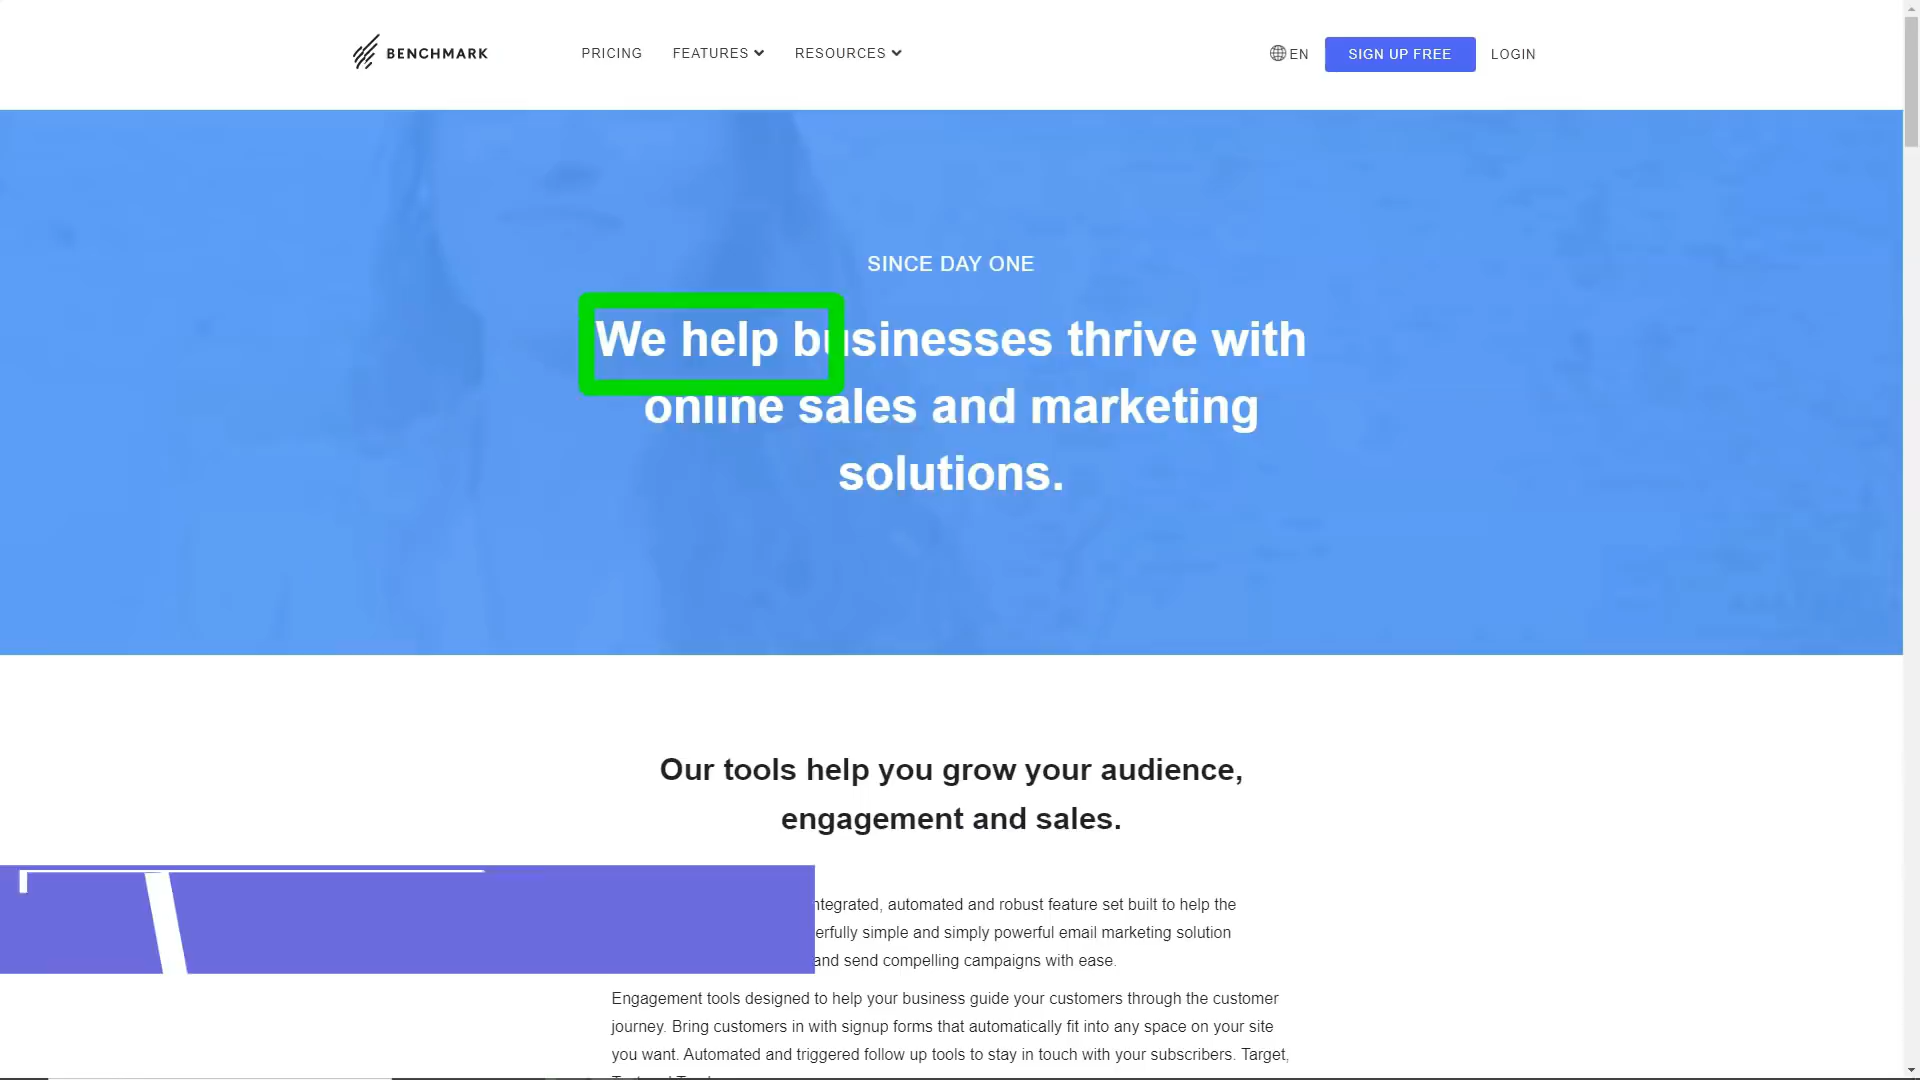 BENCHMARK
PRICING FEATURES RESOURCES
EN SIGN UP FREE LOGIN
SINCE DAY ONE
We help businesses thrive with
online sales and marketing
solutions.
Our tools help you grow your audience,
engagement and sales.
automated and robust feature set built to help the
simple and simply powerful email marketing solution
and send compelling campaigns with ease.
Engagement tools designed to help your business guide your customers through the customer
journey. Bring customers in with signup forms that automatically fit into any space on your site
you want. Automated and triggered follow up tools to stay in touch with your subscribers. Target,